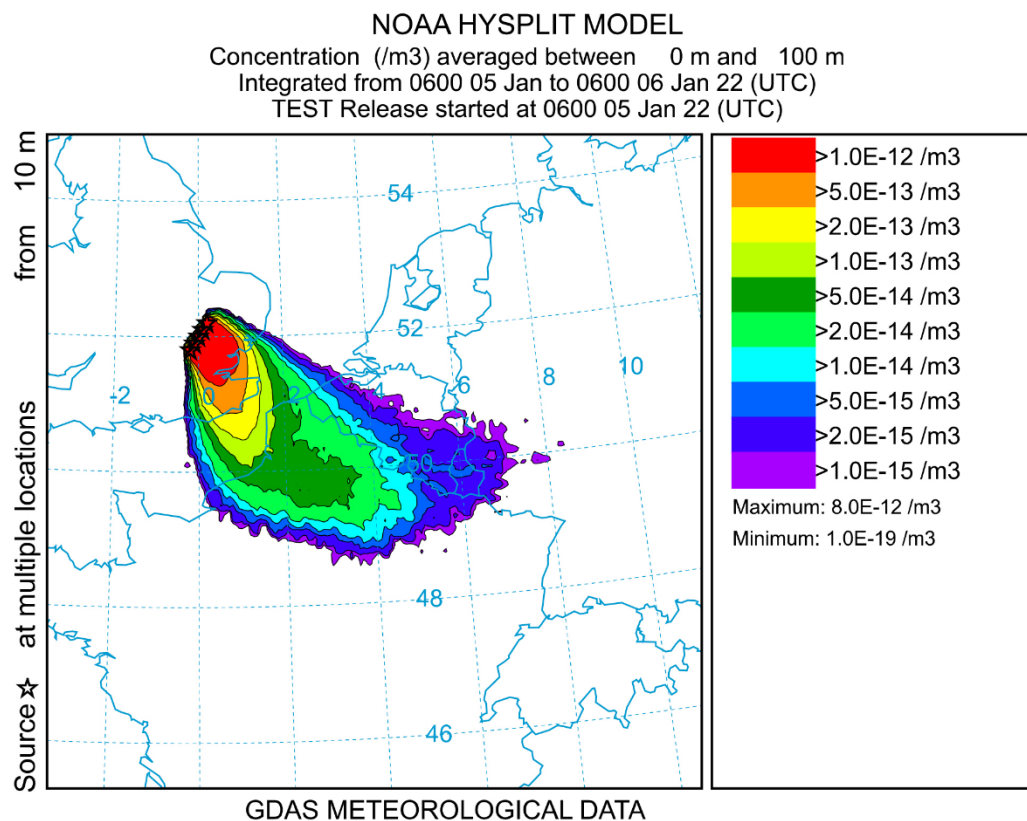 NOAA HYSPLIT MODEL
Concentration (/m3) averaged between 0 m and 100 m
Integrated from 0600 05 Jan to 0600 06 Jan 22 (UTC)
TEST Release started at 0600 05 Jan 22 (UTC)
Source ☆ at multiple locations from 10 m
54
52
50
48
46
-2
0
2
4
6
8
10
>1.0E-12 /m3
>5.0E-13 /m3
>2.0E-13 /m3
>1.0E-13 /m3
>5.0E-14 /m3
>2.0E-14 /m3
>1.0E-14 /m3
>5.0E-15 /m3
>2.0E-15 /m3
>1.0E-15 /m3
Maximum: 8.0E-12 /m3
Minimum: 1.0E-19 /m3
GDAS METEOROLOGICAL DATA